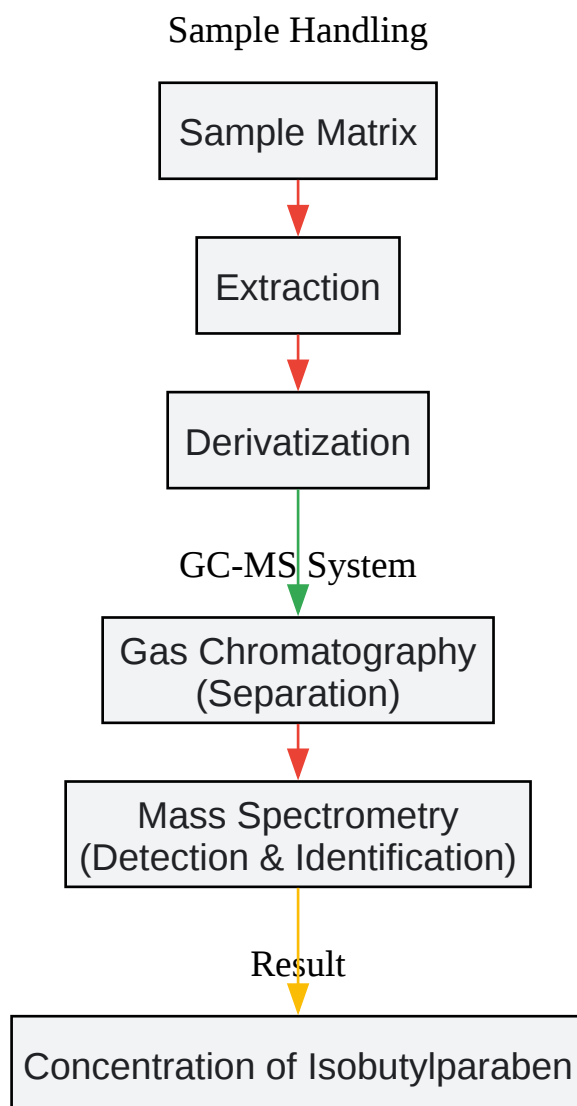 Sample Handling
Sample Matrix
Extraction
Derivatization
GC-MS System
Gas Chromatography
(Separation)
Mass Spectrometry
(Detection & Identification)
Result
Concentration of Isobutylparaben